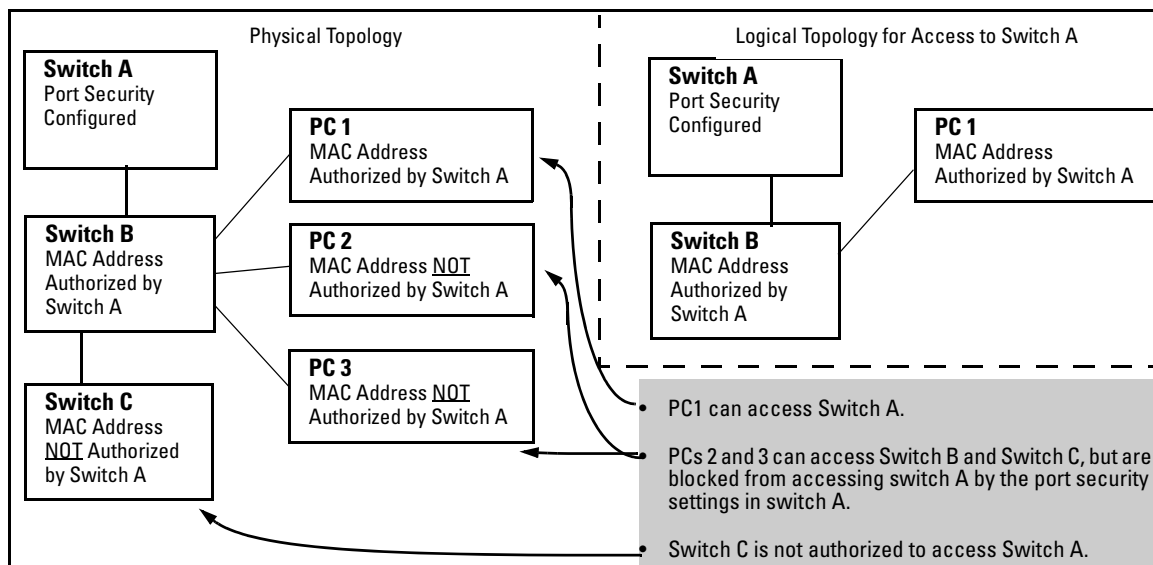 Physical Topology
Switch A
Port Security
Configured
PC 1
MAC Address
Authorized by Switch A
Switch B
MAC Address
Authorized by
Switch A
PC 2
MAC Address NOT
Authorized by Switch A
PC 3
MAC Address NOT
Authorized by Switch A
Switch C
MAC Address
NOT Authorized
by Switch A
Logical Topology for Access to Switch A
Switch A
Port Security
Configured
PC 1
MAC Address
Authorized by Switch A
Switch B
MAC Address
Authorized by
Switch A
• PC1 can access Switch A.
• PCs 2 and 3 can access Switch B and Switch C, but are
blocked from accessing switch A by the port security
settings in switch A.
• Switch C is not authorized to access Switch A.